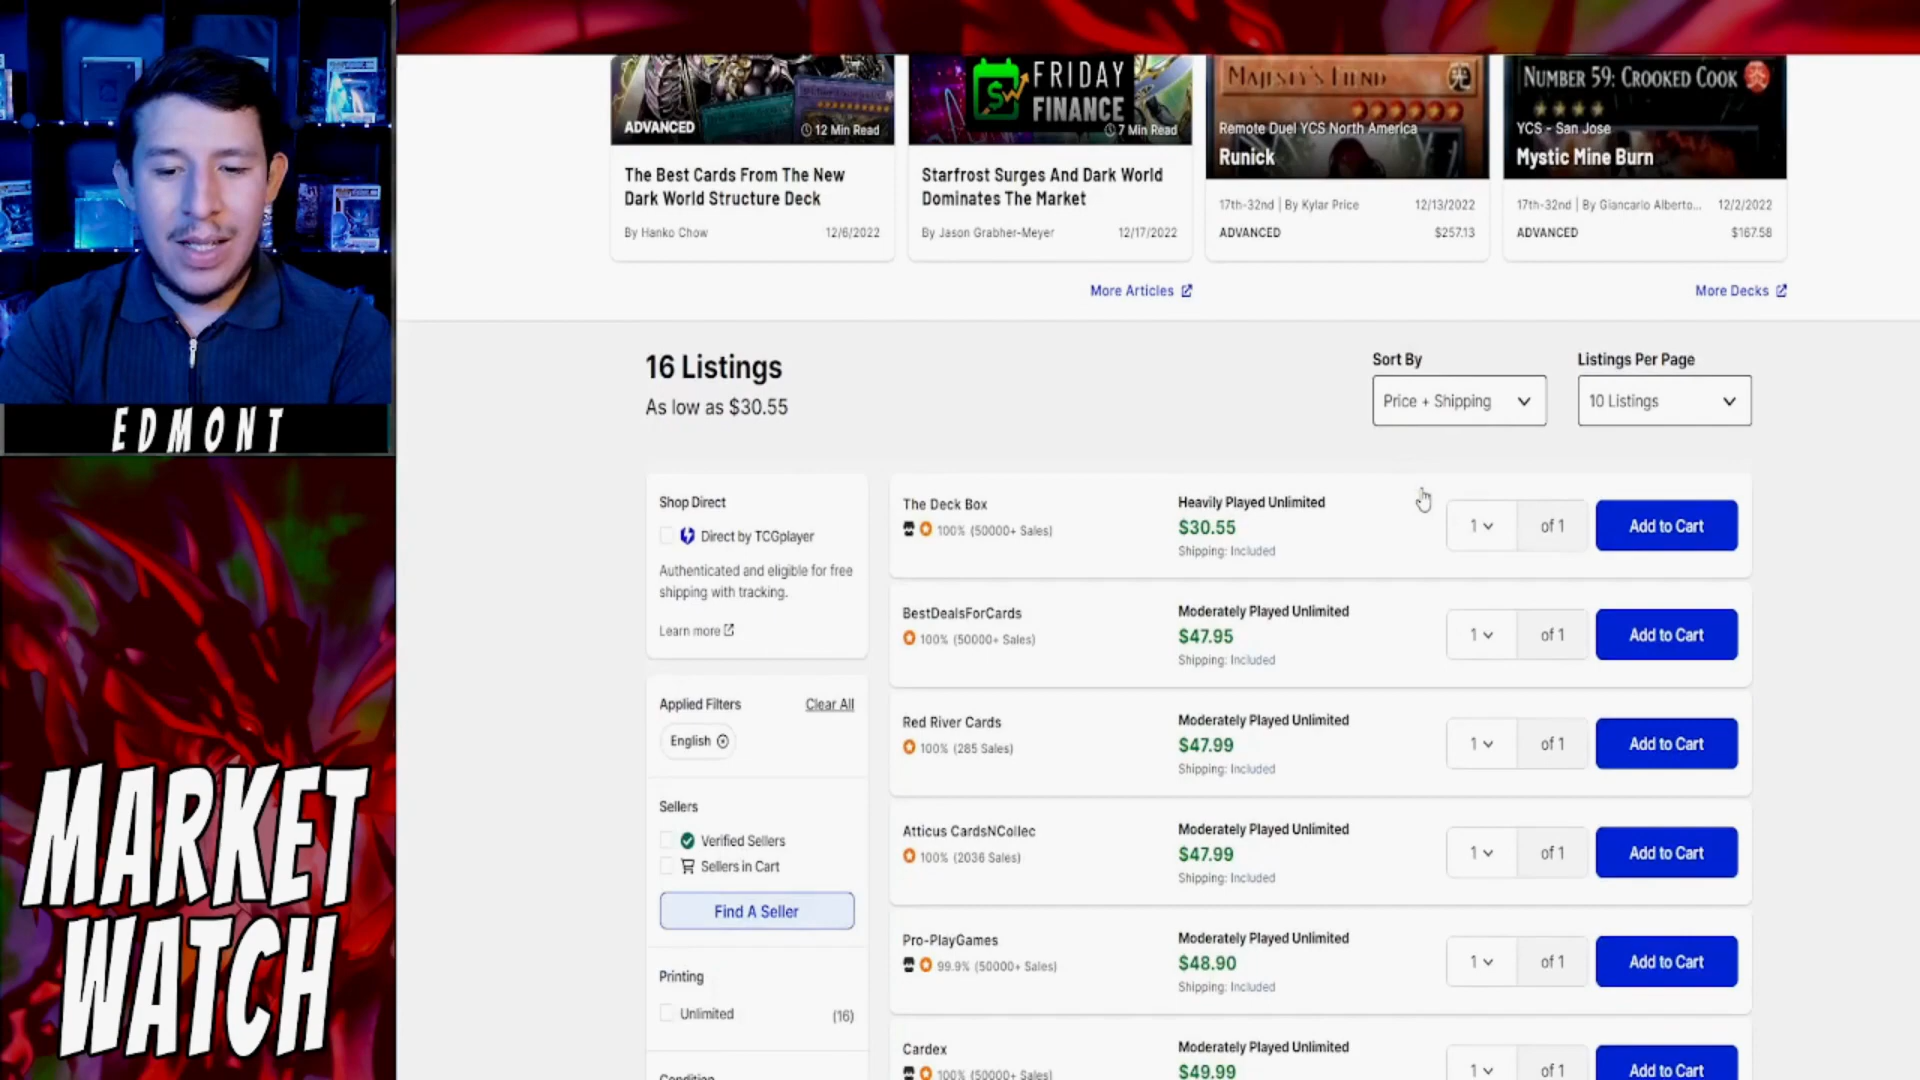 EDMONT
MARKET
WATCH
ADVANCED
12 Min Read
The Best Cards From The New
Dark World Structure Deck
By Hanko Chow
12/6/2022
FRIDAY
FINANCE
7 Min Read
Starfrost Surges And Dark World
Dominates The Market
By Jason Grabher-Meyer
12/17/2022
MAJESTY'S FIEND
Remote Duel YCS North America
Runick
17th-32nd | By Kylar Price
12/13/2022
ADVANCED
$257.13
NUMBER 59: CROOKED COOK
YCS - San Jose
Mystic Mine Burn
17th-32nd | By Giancarlo Alberto...
12/2/2022
ADVANCED
$167.58
More Articles
More Decks
16 Listings
As low as $30.55
Sort By
Price + Shipping
Listings Per Page
10 Listings
Shop Direct
Direct by TCGplayer
Authenticated and eligible for free
shipping with tracking.
Learn more
Applied Filters
Clear All
English
Sellers
Verified Sellers
Sellers in Cart
Find A Seller
Printing
Unlimited
(16)
Condition
The Deck Box
100% (50000+ Sales)
Heavily Played Unlimited
$30.55
Shipping: Included
1
of 1
Add to Cart
BestDealsForCards
100% (50000+ Sales)
Moderately Played Unlimited
$47.95
Shipping: Included
1
of 1
Add to Cart
Red River Cards
100% (285 Sales)
Moderately Played Unlimited
$47.99
Shipping: Included
1
of 1
Add to Cart
Atticus CardsNCollec
100% (2036 Sales)
Moderately Played Unlimited
$47.99
Shipping: Included
1
of 1
Add to Cart
Pro-PlayGames
99.9% (50000+ Sales)
Moderately Played Unlimited
$48.90
Shipping: Included
1
of 1
Add to Cart
Cardex
100% (50000+ Sales)
Moderately Played Unlimited
$49.99
1
of 1
Add to Cart